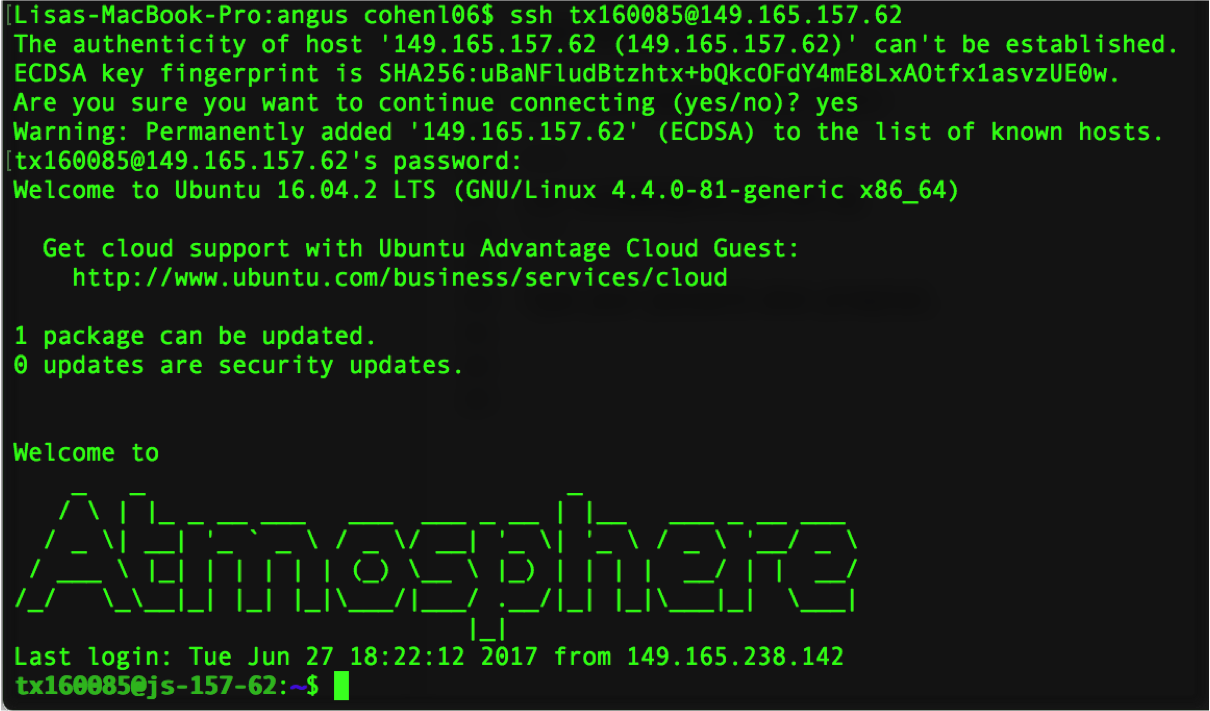 [Lisas-MacBook-Pro:angus cohenl06$ ssh tx160085@149.165.157.62
The authenticity of host '149.165.157.62 (149.165.157.62)' can't be established.
ECDSA key fingerprint is SHA256:uBaNFludBtzhtx+bQkcOFdY4mE8LxAOtfx1asvzUE0w.
Are you sure you want to continue connecting (yes/no)? yes
Warning: Permanently added '149.165.157.62' (ECDSA) to the list of known hosts.
[tx160085@149.165.157.62's password:
Welcome to Ubuntu 16.04.2 LTS (GNU/Linux 4.4.0-81-generic x86_64)
Get cloud support with Ubuntu Advantage Cloud Guest:
http://www.ubuntu.com/business/services/cloud
1 package can be updated.
0 updates are security updates.
Welcome to
Atmosphere
Last login: Tue Jun 27 18:22:12 2017 from 149.165.238.142
tx160085@js-157-62:~$